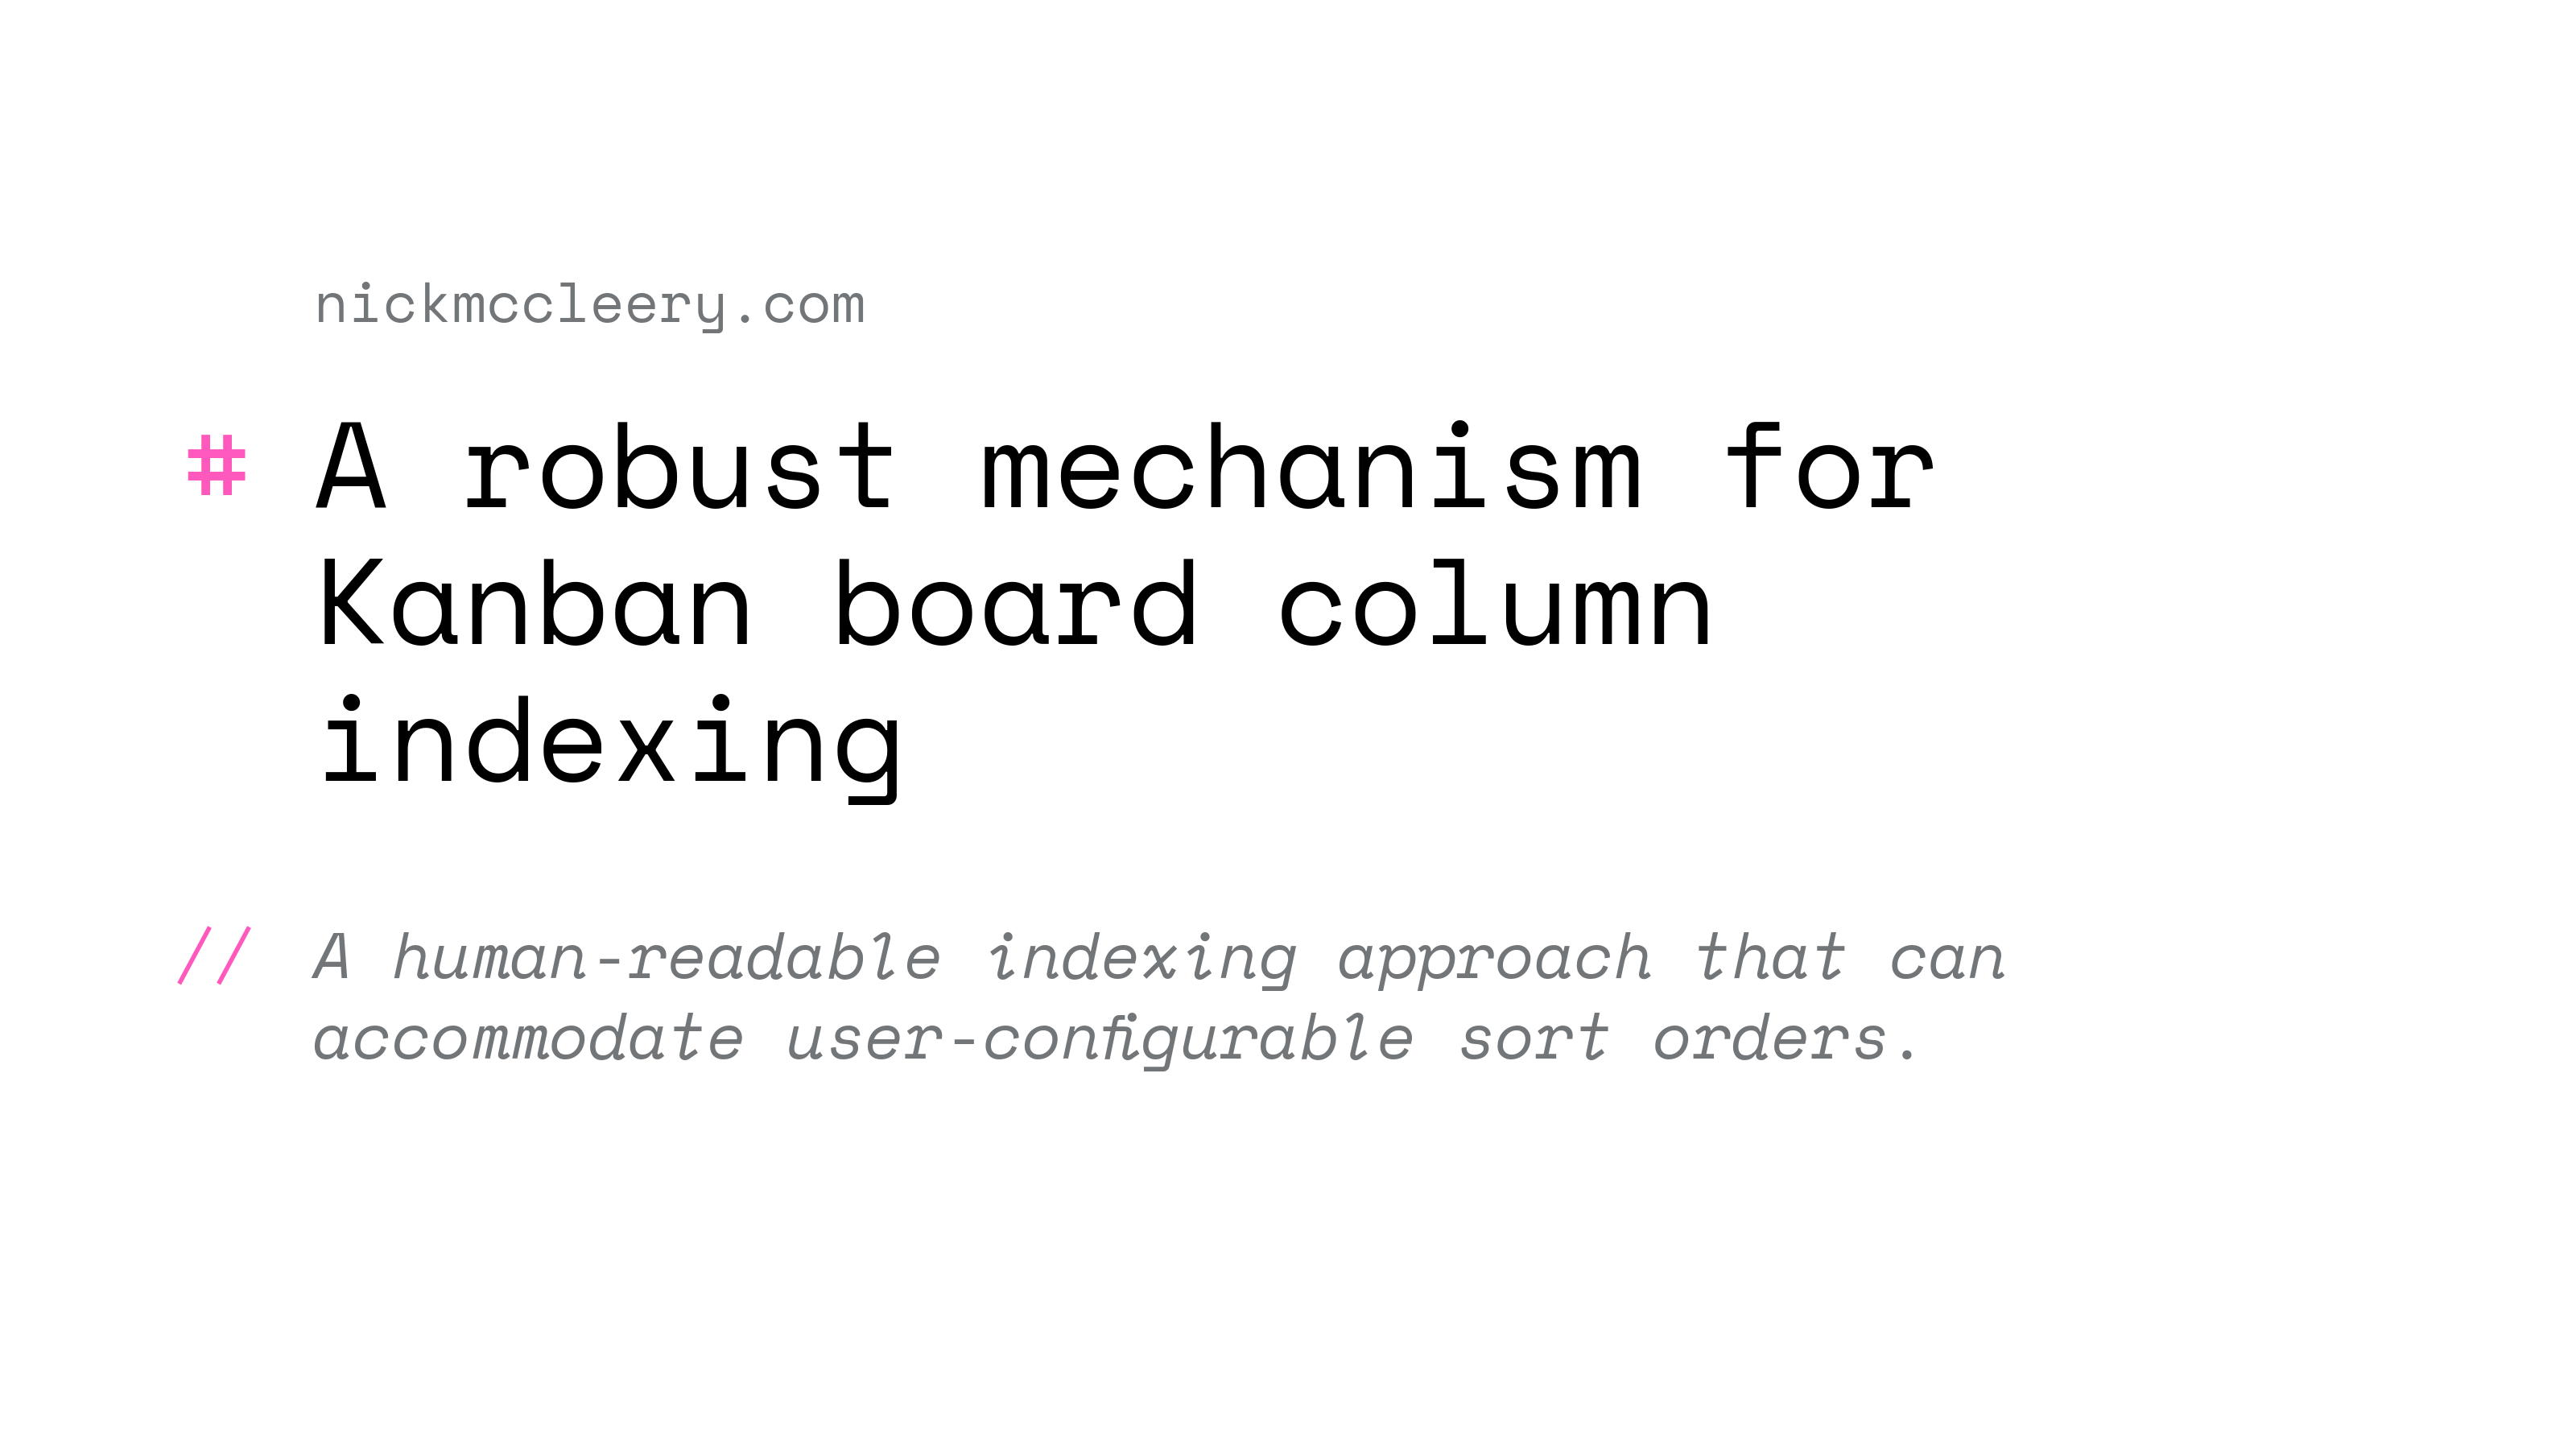 nickmccleery.com
# A robust mechanism for
Kanban board column
indexing
// A human-readable indexing approach that can
accommodate user-configurable sort orders.